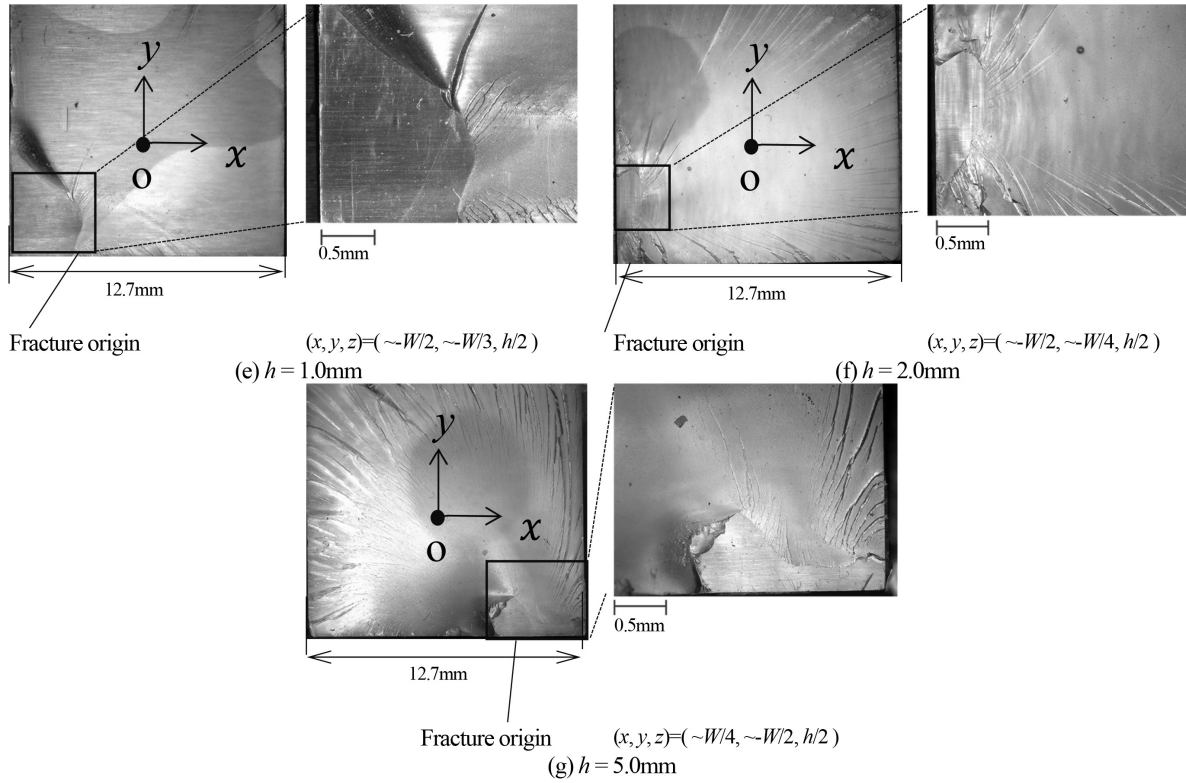 y
x
O
0.5mm
12.7mm
Fracture origin
(x, y, z)=( ~-W/2, ~-W/3, h/2 )
(e) h = 1.0mm
y
x
O
0.5mm
12.7mm
Fracture origin
(x, y, z)=( ~-W/2, ~-W/4, h/2 )
(f) h = 2.0mm
y
x
O
0.5mm
12.7mm
Fracture origin
(x, y, z)=( ~W/4, ~-W/2, h/2 )
(g) h = 5.0mm